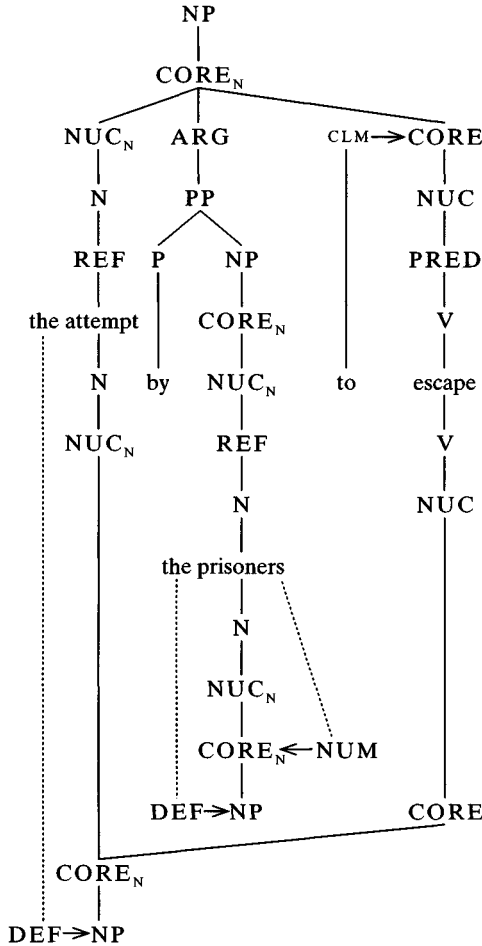 NP
CORE_N
NUC_N ARG CLM → CORE
N PP NUC
REF P NP PRED
the attempt CORE_N V
N by NUC_N to escape
NUC_N REF V
N NUC
the prisoners
N
NUC_N
CORE_N ← NUM
DEF → NP CORE
CORE_N
DEF → NP